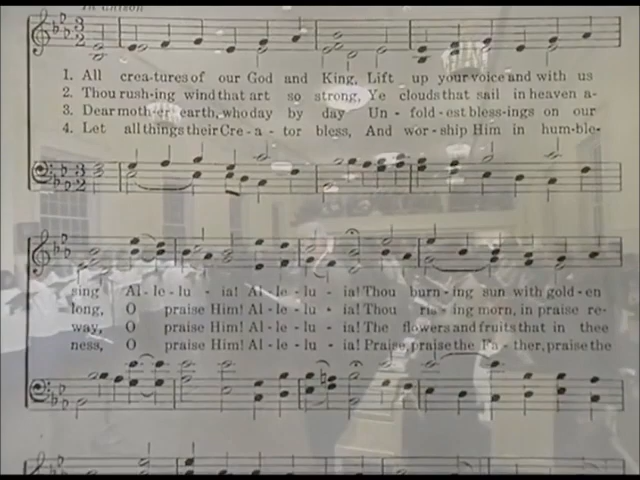 In Unison
3
2
1. All crea-tures of our God and King, Lift up your voice and with us
2. Thou rush-ing wind that art so strong, Ye clouds that sail in heaven a-
3. Dear moth-er earth, who day by day Un-fold-est bless-ings on our
4. Let all things their Cre-a-tor bless, And wor-ship Him in hum-ble-
3
2
sing Al-le-lu-ia! Al-le-lu-ia! Thou burn-ing sun with gold-en
long, O praise Him! Al-le-lu-ia! Thou ris-ing morn, in praise re-
way, O praise Him! Al-le-lu-ia! The flowers and fruits that in thee
ness, O praise Him! Al-le-lu-ia! Praise, praise the Fa-ther, praise the